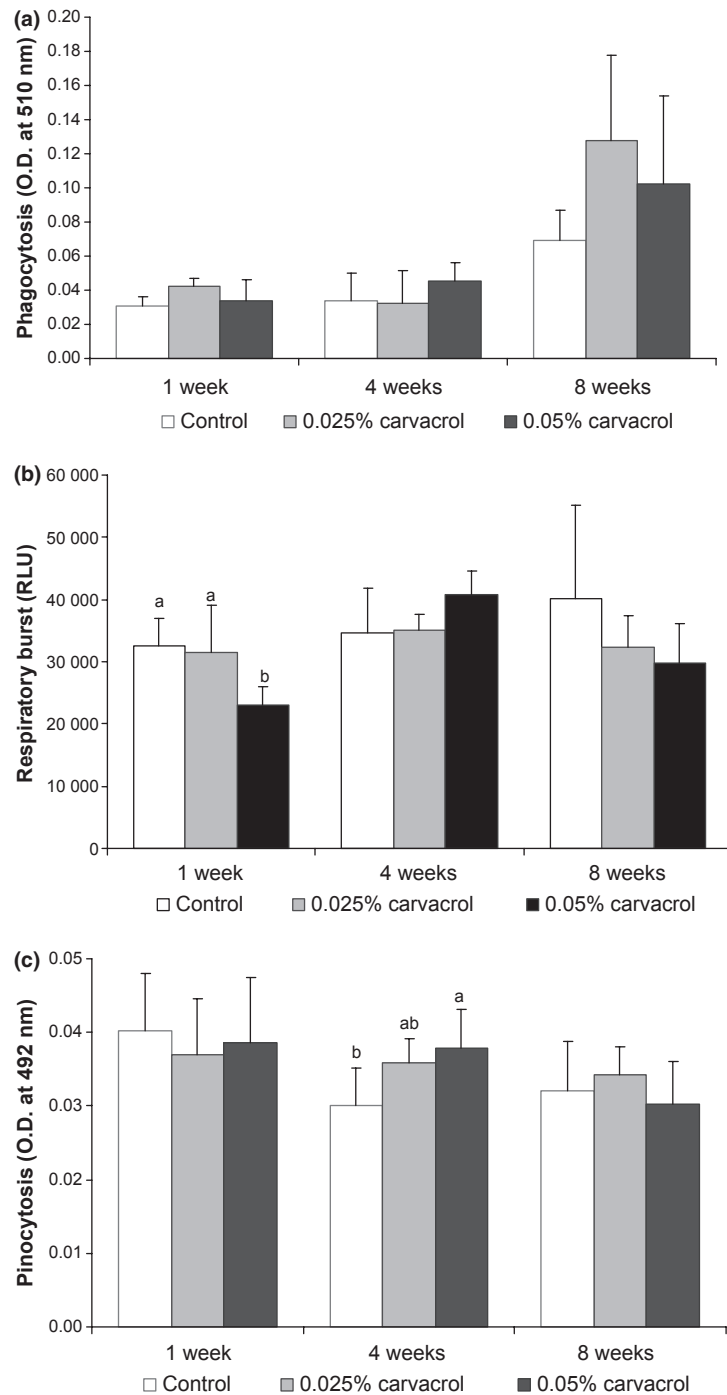 (a)
Phagocytosis (O.D. at 510 nm)
0.20
0.18
0.16
0.14
0.12
0.10
0.08
0.06
0.04
0.02
0.00
1 week 4 weeks 8 weeks
Control 0.025% carvacrol 0.05% carvacrol
(b)
Respiratory burst (RLU)
60 000
50 000
40 000
30 000
20 000
10 000
0
a a b
1 week 4 weeks 8 weeks
Control 0.025% carvacrol 0.05% carvacrol
(c)
Pinocytosis (O.D. at 492 nm)
0.05
0.04
0.03
0.02
0.01
0.00
b ab a
1 week 4 weeks 8 weeks
Control 0.025% carvacrol 0.05% carvacrol